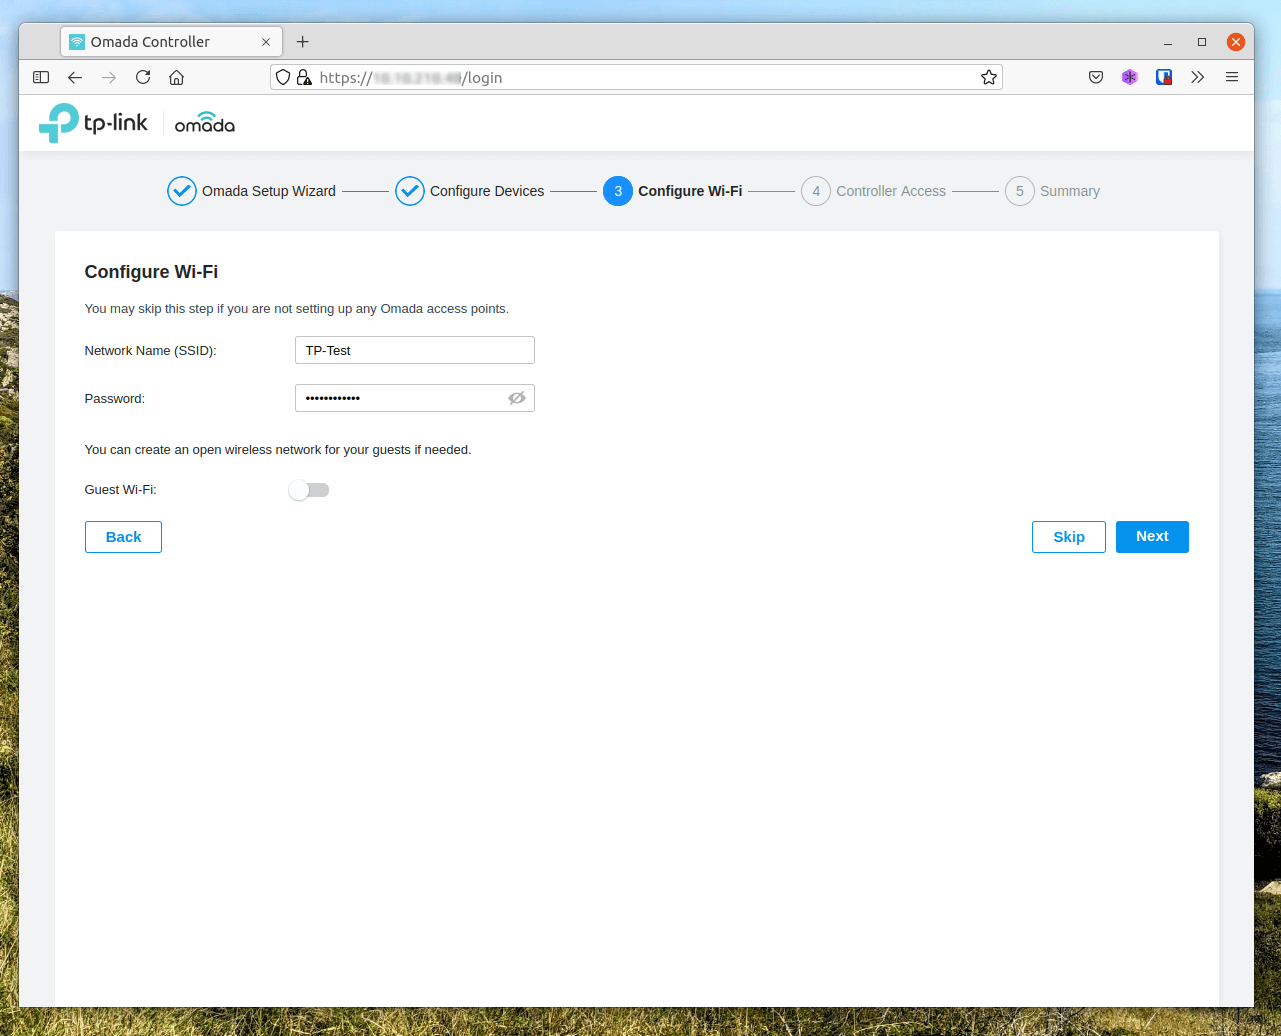 Omada Controller
https:// /login
tp-link omada
Omada Setup Wizard Configure Devices 3 Configure Wi-Fi 4 Controller Access 5 Summary
Configure Wi-Fi
You may skip this step if you are not setting up any Omada access points.
Network Name (SSID): TP-Test
Password: ••••••••••••
You can create an open wireless network for your guests if needed.
Guest Wi-Fi:
Back Skip Next